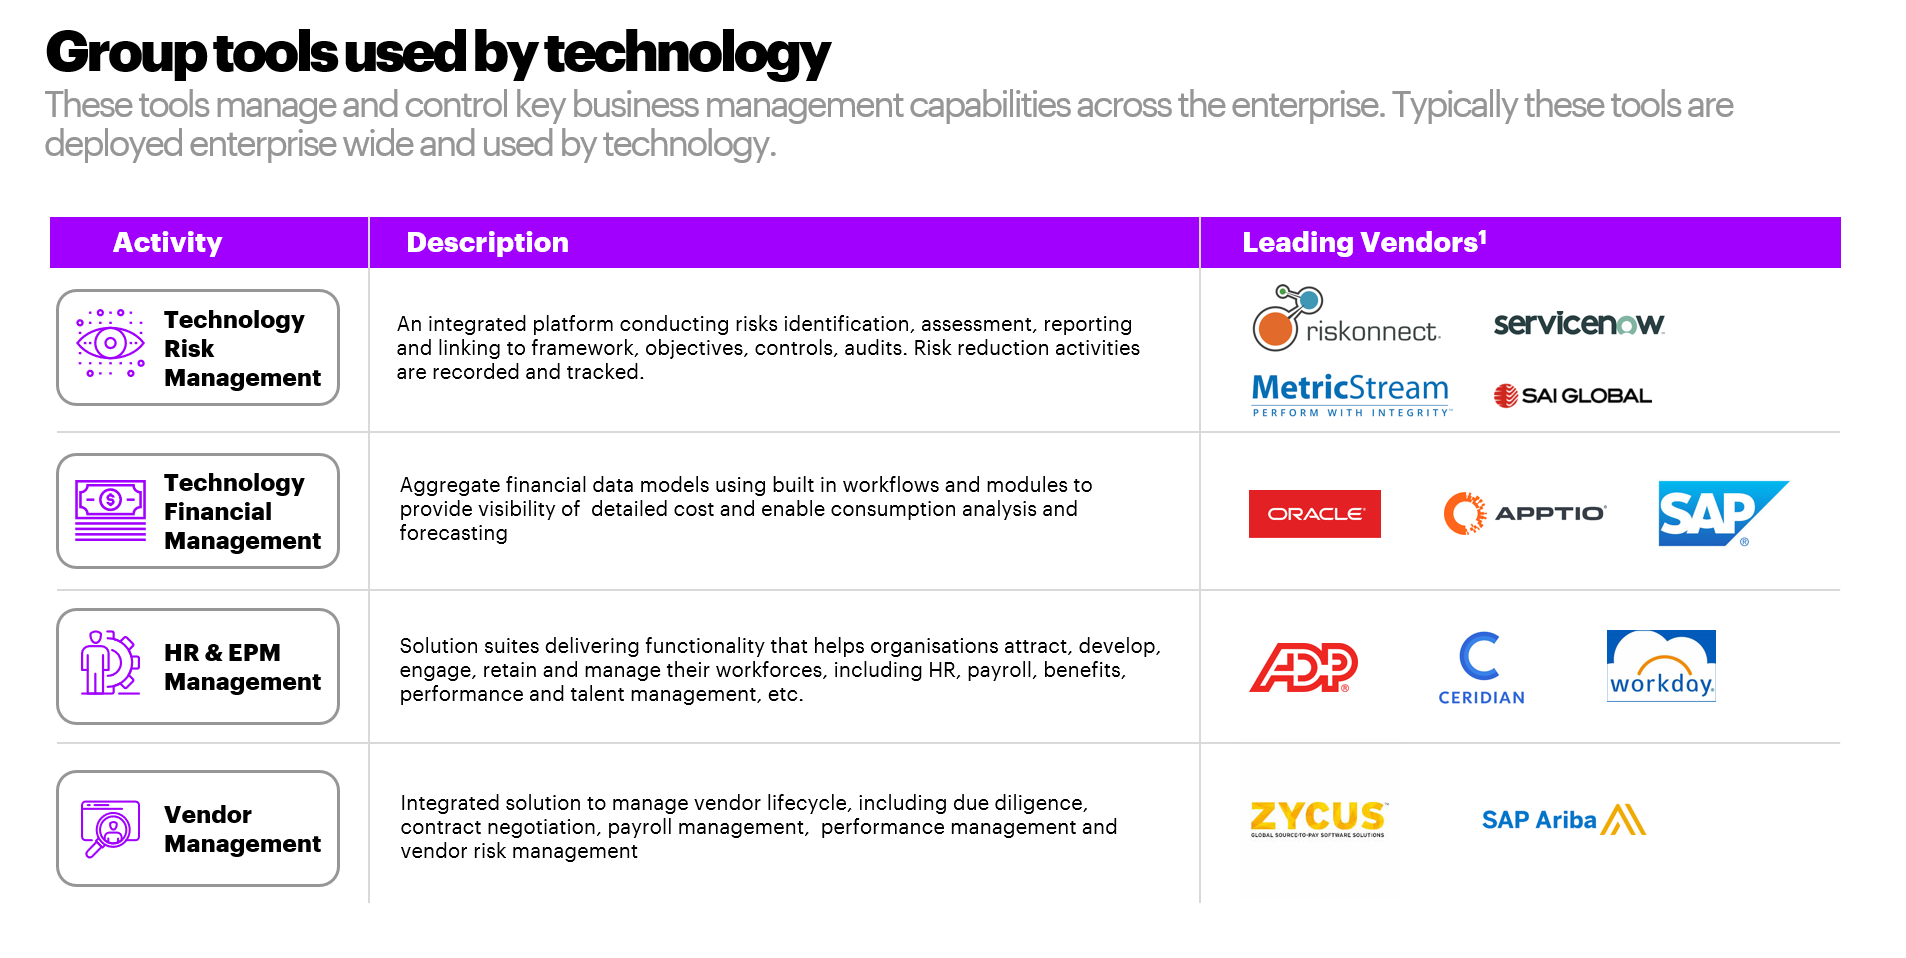 Group tools used by technology
These tools manage and control key business management capabilities across the enterprise. Typically these tools are
deployed enterprise wide and used by technology.
Activity
Description
Leading Vendors¹
Technology
Risk
Management
An integrated platform conducting risks identification, assessment, reporting
and linking to framework, objectives, controls, audits. Risk reduction activities
are recorded and tracked.
riskonnect.
servicenow
MetricStream
PERFORM WITH INTEGRITY™
SAI GLOBAL
Technology
Financial
Management
Aggregate financial data models using built in workflows and modules to
provide visibility of  detailed cost and enable consumption analysis and
forecasting
ORACLE®
APPTIO®
SAP®
HR & EPM
Management
Solution suites delivering functionality that helps organisations attract, develop,
engage, retain and manage their workforces, including HR, payroll, benefits,
performance and talent management, etc.
ADP®
CERIDIAN
workday®
Vendor
Management
Integrated solution to manage vendor lifecycle, including due diligence,
contract negotiation, payroll management,  performance management and
vendor risk management
ZYCUS™
GLOBAL SOURCE-TO-PAY SOFTWARE SOLUTIONS
SAP Ariba